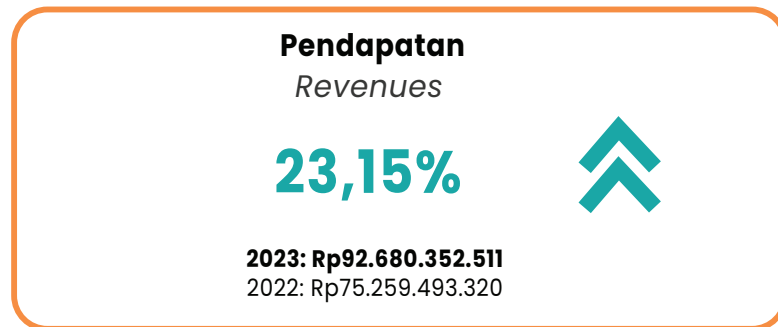 Pendapatan
Revenues
23,15%
2023: Rp92.680.352.511
2022: Rp75.259.493.320